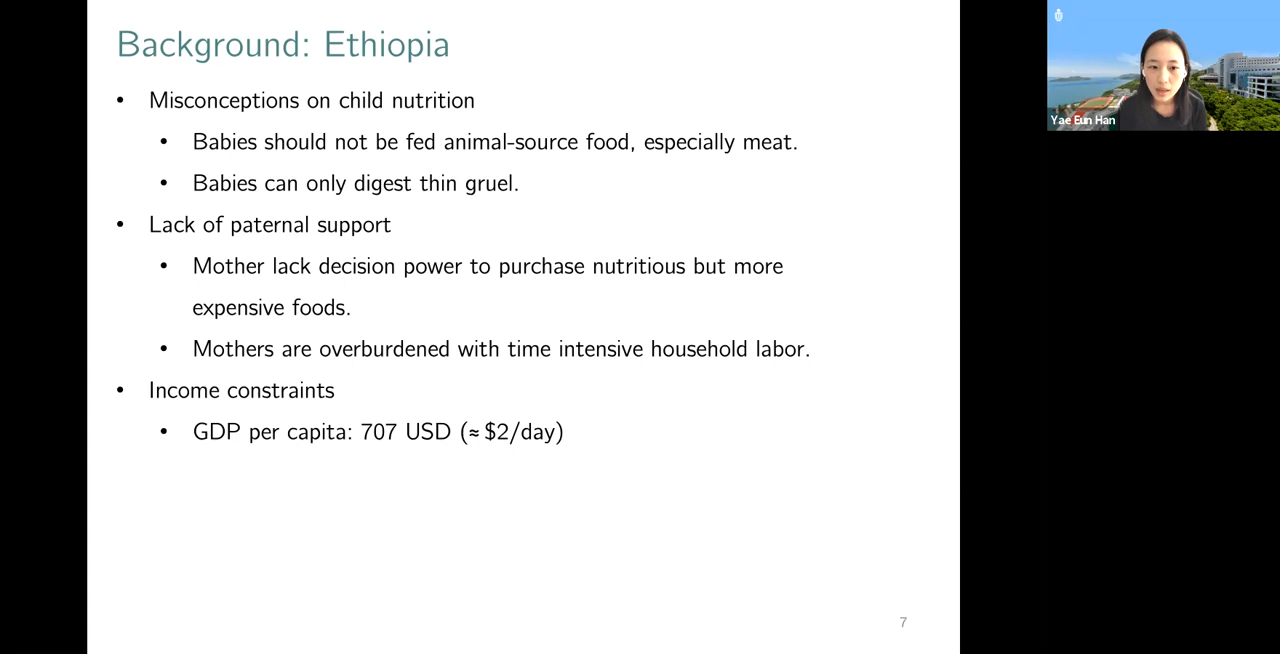 Background: Ethiopia
• Misconceptions on child nutrition
• Babies should not be fed animal-source food, especially meat.
• Babies can only digest thin gruel.
• Lack of paternal support
• Mother lack decision power to purchase nutritious but more
expensive foods.
• Mothers are overburdened with time intensive household labor.
• Income constraints
• GDP per capita: 707 USD (≈ $2/day)
7
Yae Eun Han